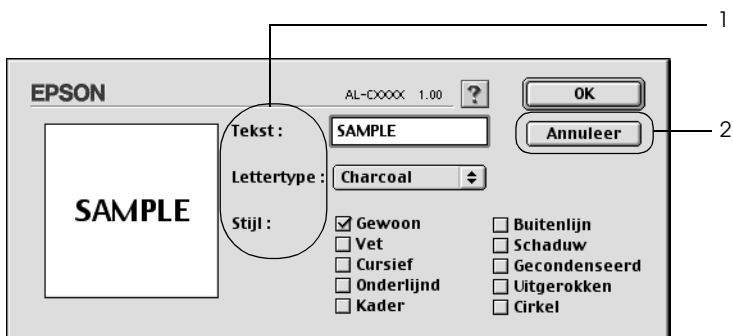 1
EPSON
AL-CXXXX 1.00
?
OK
Tekst :
SAMPLE
Annuleer
2
Lettertype :
Charcoal
SAMPLE
Stijl :
Gewoon
Buitenlijn
Vet
Schaduw
Cursief
Gecondenseerd
Onderlijnd
Uitgerokken
Kader
Cirkel